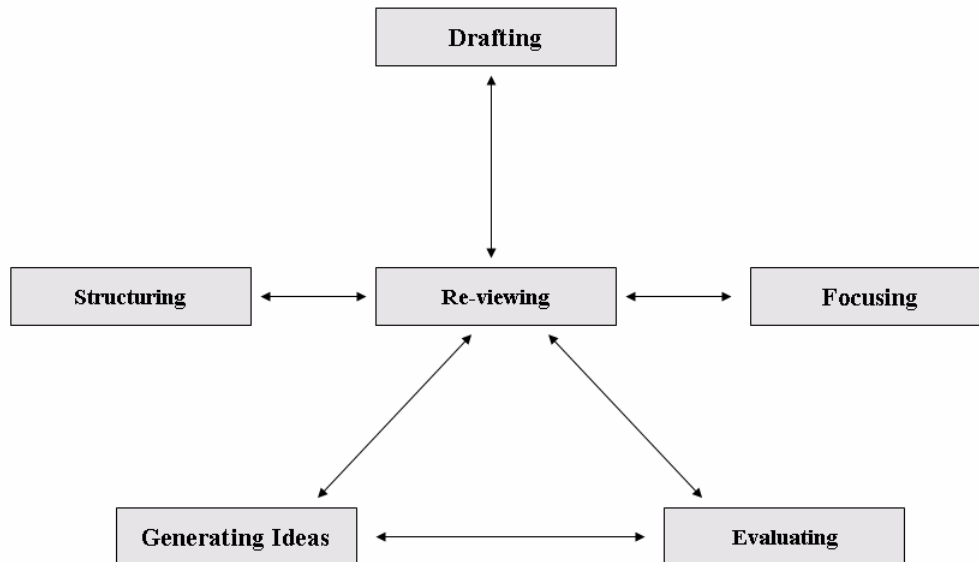 Drafting
Structuring
Re-viewing
Focusing
Generating Ideas
Evaluating